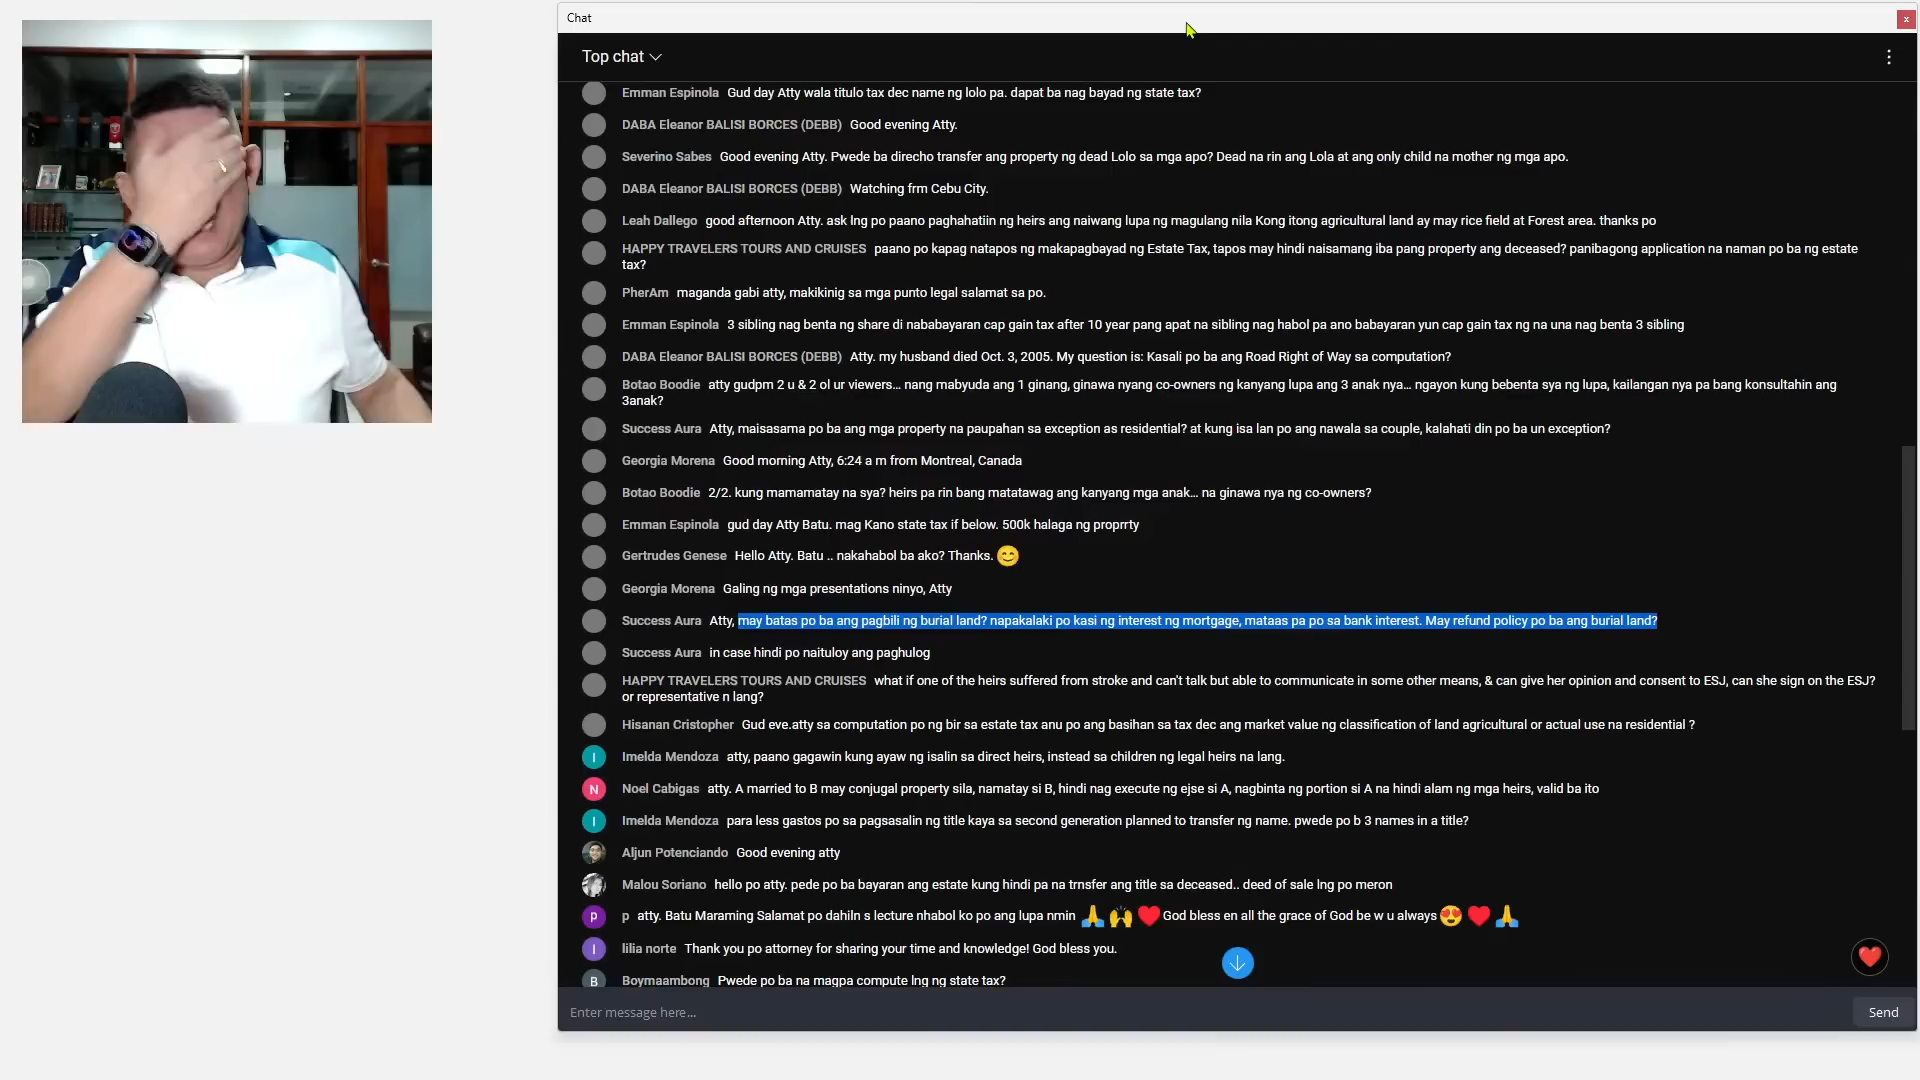 Chat
Top chat
Emman Espinola Gud day Atty wala titulo tax dec name ng lolo pa. dapat ba nag bayad ng state tax?
DABA Eleanor BALISI BORCES (DEBB) Good evening Atty.
Severino Sabes Good evening Atty. Pwede ba direcho transfer ang property ng dead Lolo sa mga apo? Dead na rin ang Lola at ang only child na mother ng mga apo.
DABA Eleanor BALISI BORCES (DEBB) Watching frm Cebu City.
Leah Dallego good afternoon Atty. ask lng po paano paghahatiin ng heirs ang naiwang lupa ng magulang nila Kong itong agricultural land ay may rice field at Forest area. thanks po
HAPPY TRAVELERS TOURS AND CRUISES paano po kapag natapos ng makapagbayad ng Estate Tax, tapos may hindi naisamang iba pang property ang deceased? panibagong application na naman po ba ng estate
tax?
PherAm maganda gabi atty, makikinig sa mga punto legal salamat sa po.
Emman Espinola 3 sibling nag benta ng share di nababayaran cap gain tax after 10 year pang apat na sibling nag habol pa ano babayaran yun cap gain tax ng na una nag benta 3 sibling
DABA Eleanor BALISI BORCES (DEBB) Atty. my husband died Oct. 3, 2005. My question is: Kasali po ba ang Road Right of Way sa computation?
Botao Boodie atty gudpm 2 u & 2 ol ur viewers... nang mabyuda ang 1 ginang, ginawa nyang co-owners ng kanyang lupa ang 3 anak nya... ngayon kung bebenta sya ng lupa, kailangan nya pa bang konsultahin ang
3anak?
Success Aura Atty, maisasama po ba ang mga property na paupahan sa exception as residential? at kung isa lan po ang nawala sa couple, kalahati din po ba un exception?
Georgia Morena Good morning Atty, 6:24 a m from Montreal, Canada
Botao Boodie 2/2. kung mamamatay na sya? heirs pa rin bang matatawag ang kanyang mga anak... na ginawa nya ng co-owners?
Emman Espinola gud day Atty Batu. mag Kano state tax if below. 500k halaga ng proprrty
Gertrudes Genese Hello Atty. Batu .. nakahabol ba ako? Thanks. 😊
Georgia Morena Galing ng mga presentations ninyo, Atty
Success Aura Atty, may batas po ba ang pagbili ng burial land? napakalaki po kasi ng interest ng mortgage, mataas pa po sa bank interest. May refund policy po ba ang burial land?
Success Aura in case hindi po naituloy ang paghulog
HAPPY TRAVELERS TOURS AND CRUISES what if one of the heirs suffered from stroke and can't talk but able to communicate in some other means, & can give her opinion and consent to ESJ, can she sign on the ESJ?
or representative n lang?
Hisanan Cristopher Gud eve.atty sa computation po ng bir sa estate tax anu po ang basihan sa tax dec ang market value ng classification of land agricultural or actual use na residential ?
I Imelda Mendoza atty, paano gagawin kung ayaw ng isalin sa direct heirs, instead sa children ng legal heirs na lang.
N Noel Cabigas atty. A married to B may conjugal property sila, namatay si B, hindi nag execute ng ejse si A, nagbinta ng portion si A na hindi alam ng mga heirs, valid ba ito
I Imelda Mendoza para less gastos po sa pagsasalin ng title kaya sa second generation planned to transfer ng name. pwede po b 3 names in a title?
Aljun Potenciando Good evening atty
Malou Soriano hello po atty. pede po ba bayaran ang estate kung hindi pa na trnsfer ang title sa deceased.. deed of sale lng po meron
p p atty. Batu Maraming Salamat po dahiln s lecture nhabol ko po ang lupa nmin 🙏 🙌 ❤️ God bless en all the grace of God be w u always 😍 ❤️ 🙏
l lilia norte Thank you po attorney for sharing your time and knowledge! God bless you.
B Boymaambong Pwede po ba na magpa compute lng ng state tax?
Enter message here...
Send